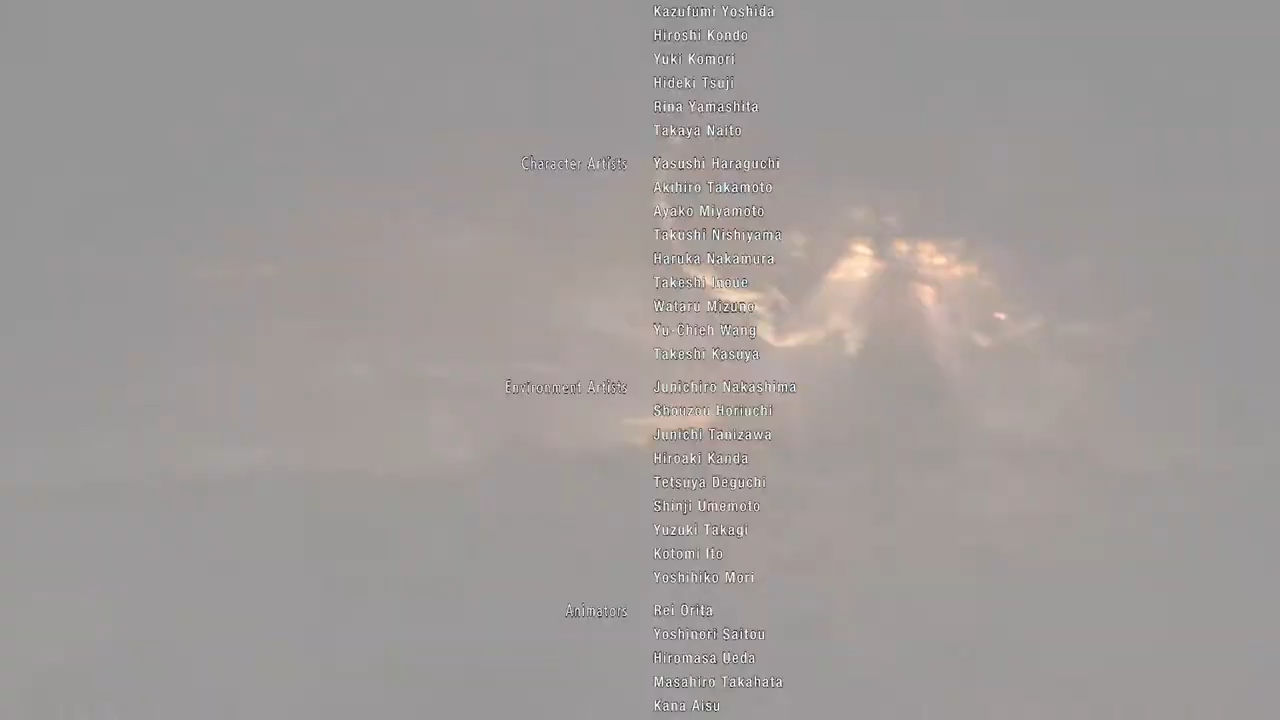 Kazufumi Yoshida
Hiroshi Kondo
Yuki Komori
Hideki Tsuji
Rina Yamashita
Takaya Naito
Character Artists Yasushi Haraguchi
Akihiro Takamoto
Ayako Miyamoto
Takushi Nishiyama
Haruka Nakamura
Takeshi Inoue
Wataru Mizuno
Yu-Chieh Wang
Takeshi Kasuya
Environment Artists Junichiro Nakashima
Shouzou Horiuchi
Junichi Tanizawa
Hiroaki Kanda
Tetsuya Deguchi
Shinji Umemoto
Yuzuki Takagi
Kotomi Ito
Yoshihiko Mori
Animators Rei Orita
Yoshinori Saitou
Hiromasa Ueda
Masahiro Takahata
Kana Aisu